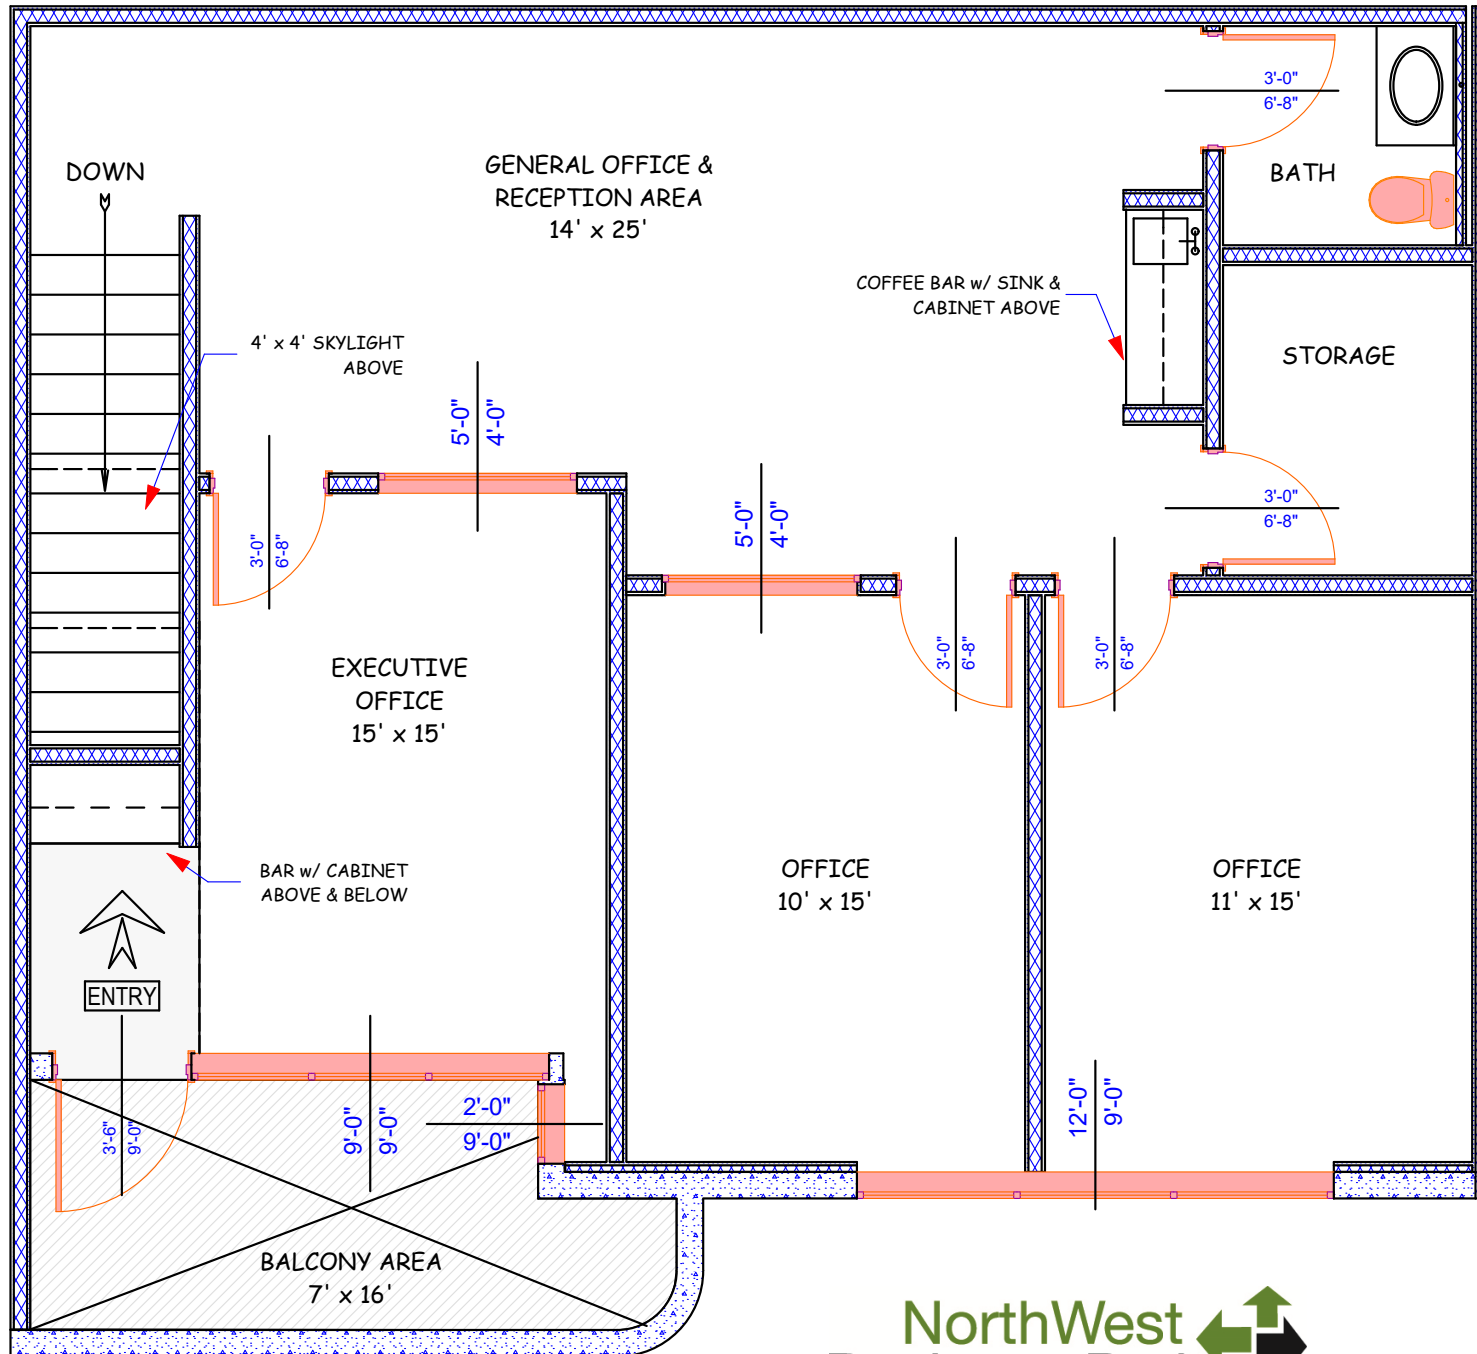 3'-0"
6'-8"
DOWN
GENERAL OFFICE &
RECEPTION AREA
14' x 25'
BATH
COFFEE BAR w/ SINK &
CABINET ABOVE
4' x 4' SKYLIGHT
ABOVE
STORAGE
5'-0"
4'-0"
3'-0"
6'-8"
5'-0"
4'-0"
3'-0"
6'-8"
3'-0"
6'-8"
3'-0"
6'-8"
EXECUTIVE
OFFICE
15' x 15'
BAR w/ CABINET
ABOVE & BELOW
OFFICE
10' x 15'
OFFICE
11' x 15'
ENTRY
3'-6"
9'-0"
9'-0"
9'-0"
2'-0"
9'-0"
12'-0"
9'-0"
BALCONY AREA
7' x 16'
NorthWest